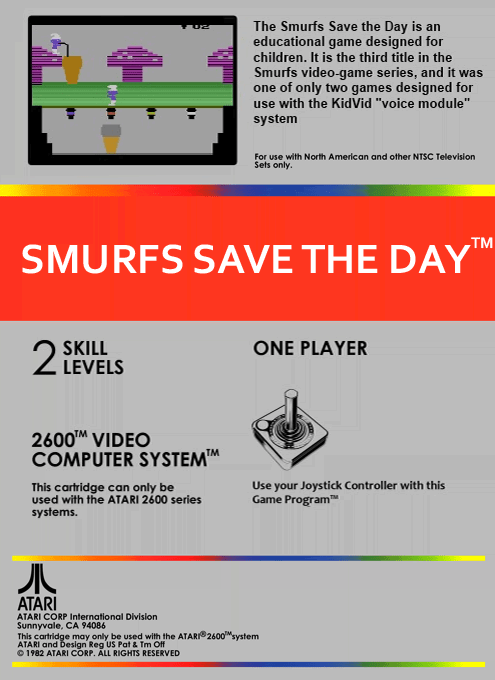 The Smurfs Save the Day is an
educational game designed for
children. It is the third title in the
Smurfs video-game series, and it was
one of only two games designed for
use with the KidVid "voice module"
system
For use with North American and other NTSC Television
Sets only.
SMURFS SAVE THE DAY™
2 SKILL
LEVELS
ONE PLAYER
2600™ VIDEO
COMPUTER SYSTEM™
This cartridge can only be
used with the ATARI 2600 series
systems.
Use your Joystick Controller with this
Game Program™
ATARI
ATARI CORP International Division
Sunnyvale, CA 94086
This cartridge may only be used with the ATARI®2600™system
ATARI and Design Reg US Pat & Tm Off
© 1982 ATARI CORP. ALL RIGHTS RESERVED